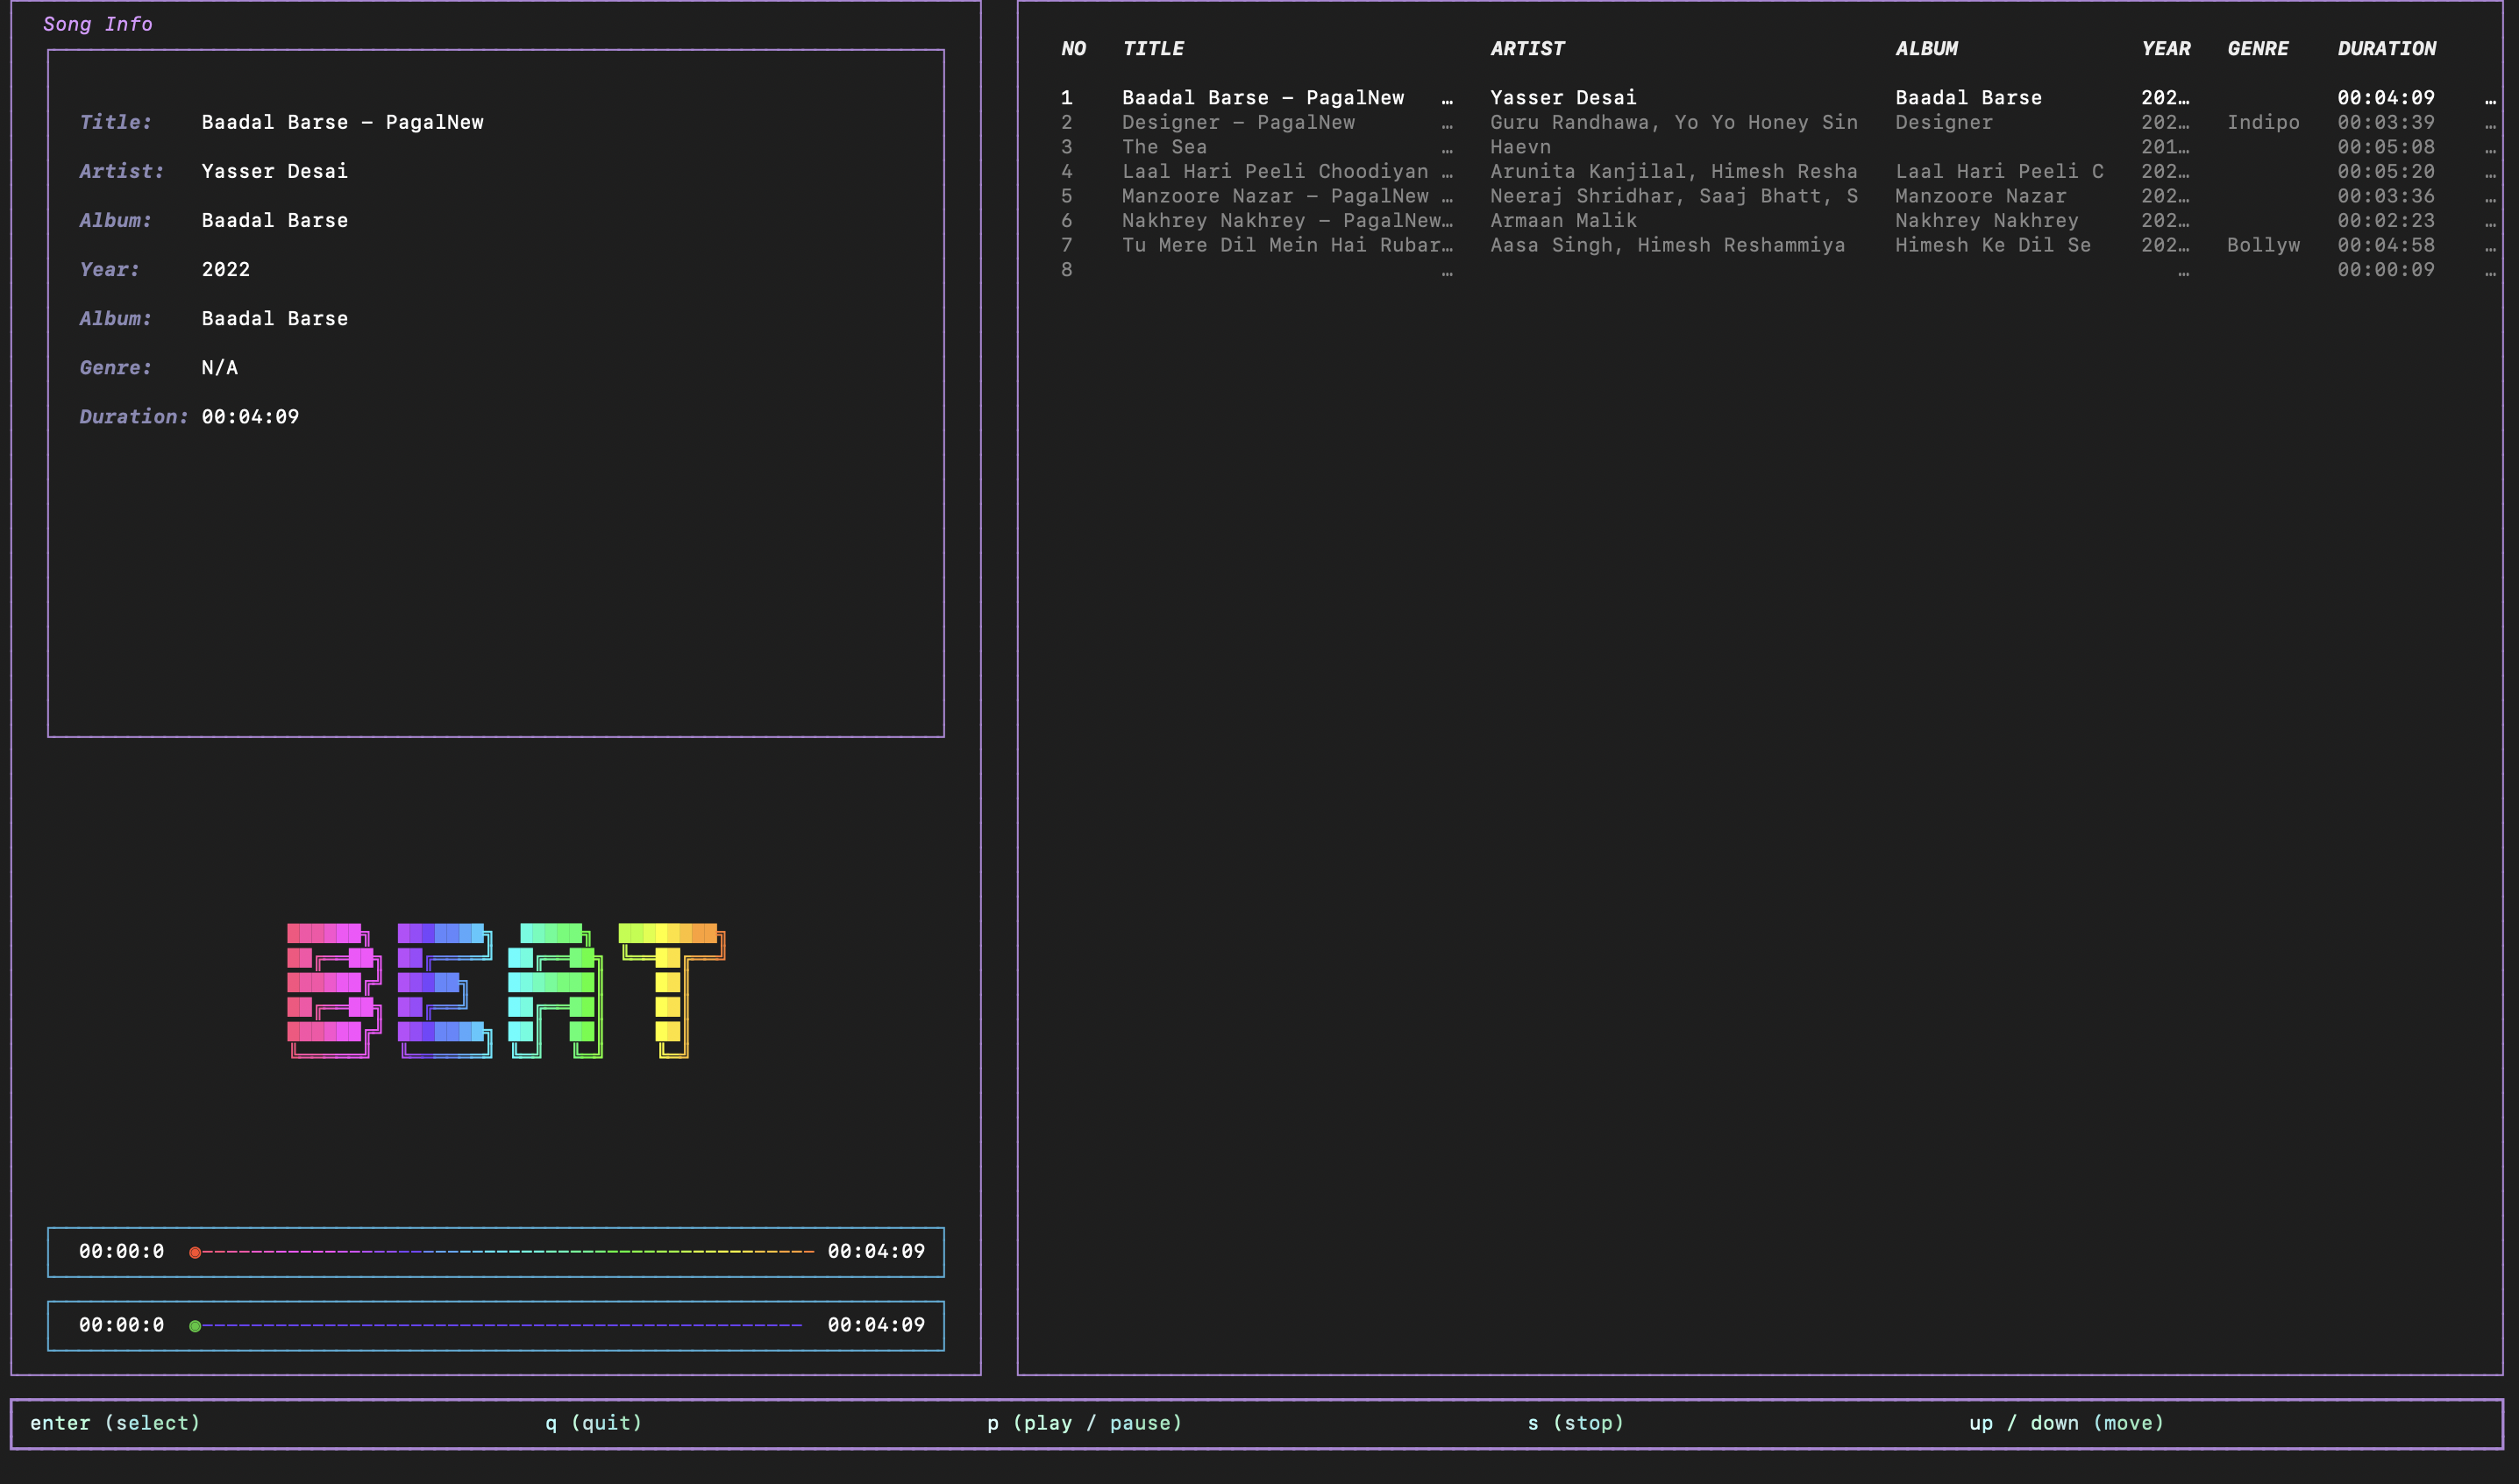 Song Info
Title: Baadal Barse – PagalNew
Artist: Yasser Desai
Album: Baadal Barse
Year: 2022
Album: Baadal Barse
Genre: N/A
Duration: 00:04:09
BEAT
00:00:0 00:04:09
00:00:0 00:04:09
NO TITLE ARTIST ALBUM YEAR GENRE DURATION
1 Baadal Barse – PagalNew … Yasser Desai Baadal Barse 202… 00:04:09 …
2 Designer – PagalNew … Guru Randhawa, Yo Yo Honey Sin Designer 202… Indipo 00:03:39 …
3 The Sea … Haevn 201… 00:05:08 …
4 Laal Hari Peeli Choodiyan … Arunita Kanjilal, Himesh Resha Laal Hari Peeli C 202… 00:05:20 …
5 Manzoore Nazar – PagalNew … Neeraj Shridhar, Saaj Bhatt, S Manzoore Nazar 202… 00:03:36 …
6 Nakhrey Nakhrey – PagalNew… Armaan Malik Nakhrey Nakhrey 202… 00:02:23 …
7 Tu Mere Dil Mein Hai Rubar… Aasa Singh, Himesh Reshammiya Himesh Ke Dil Se 202… Bollyw 00:04:58 …
8 … … 00:00:09 …
enter (select) q (quit) p (play / pause) s (stop) up / down (move)